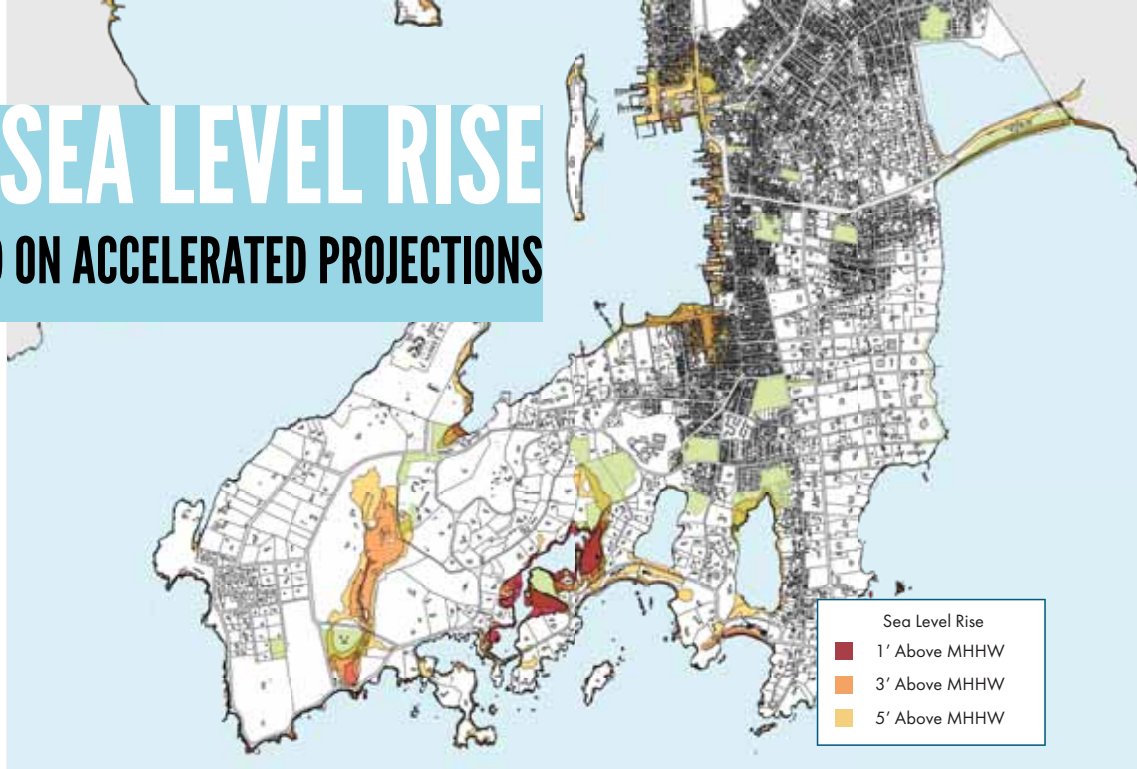 SEA LEVEL RISE
ON ACCELERATED PROJECTIONS
Sea Level Rise
1’ Above MHHW
3’ Above MHHW
5’ Above MHHW